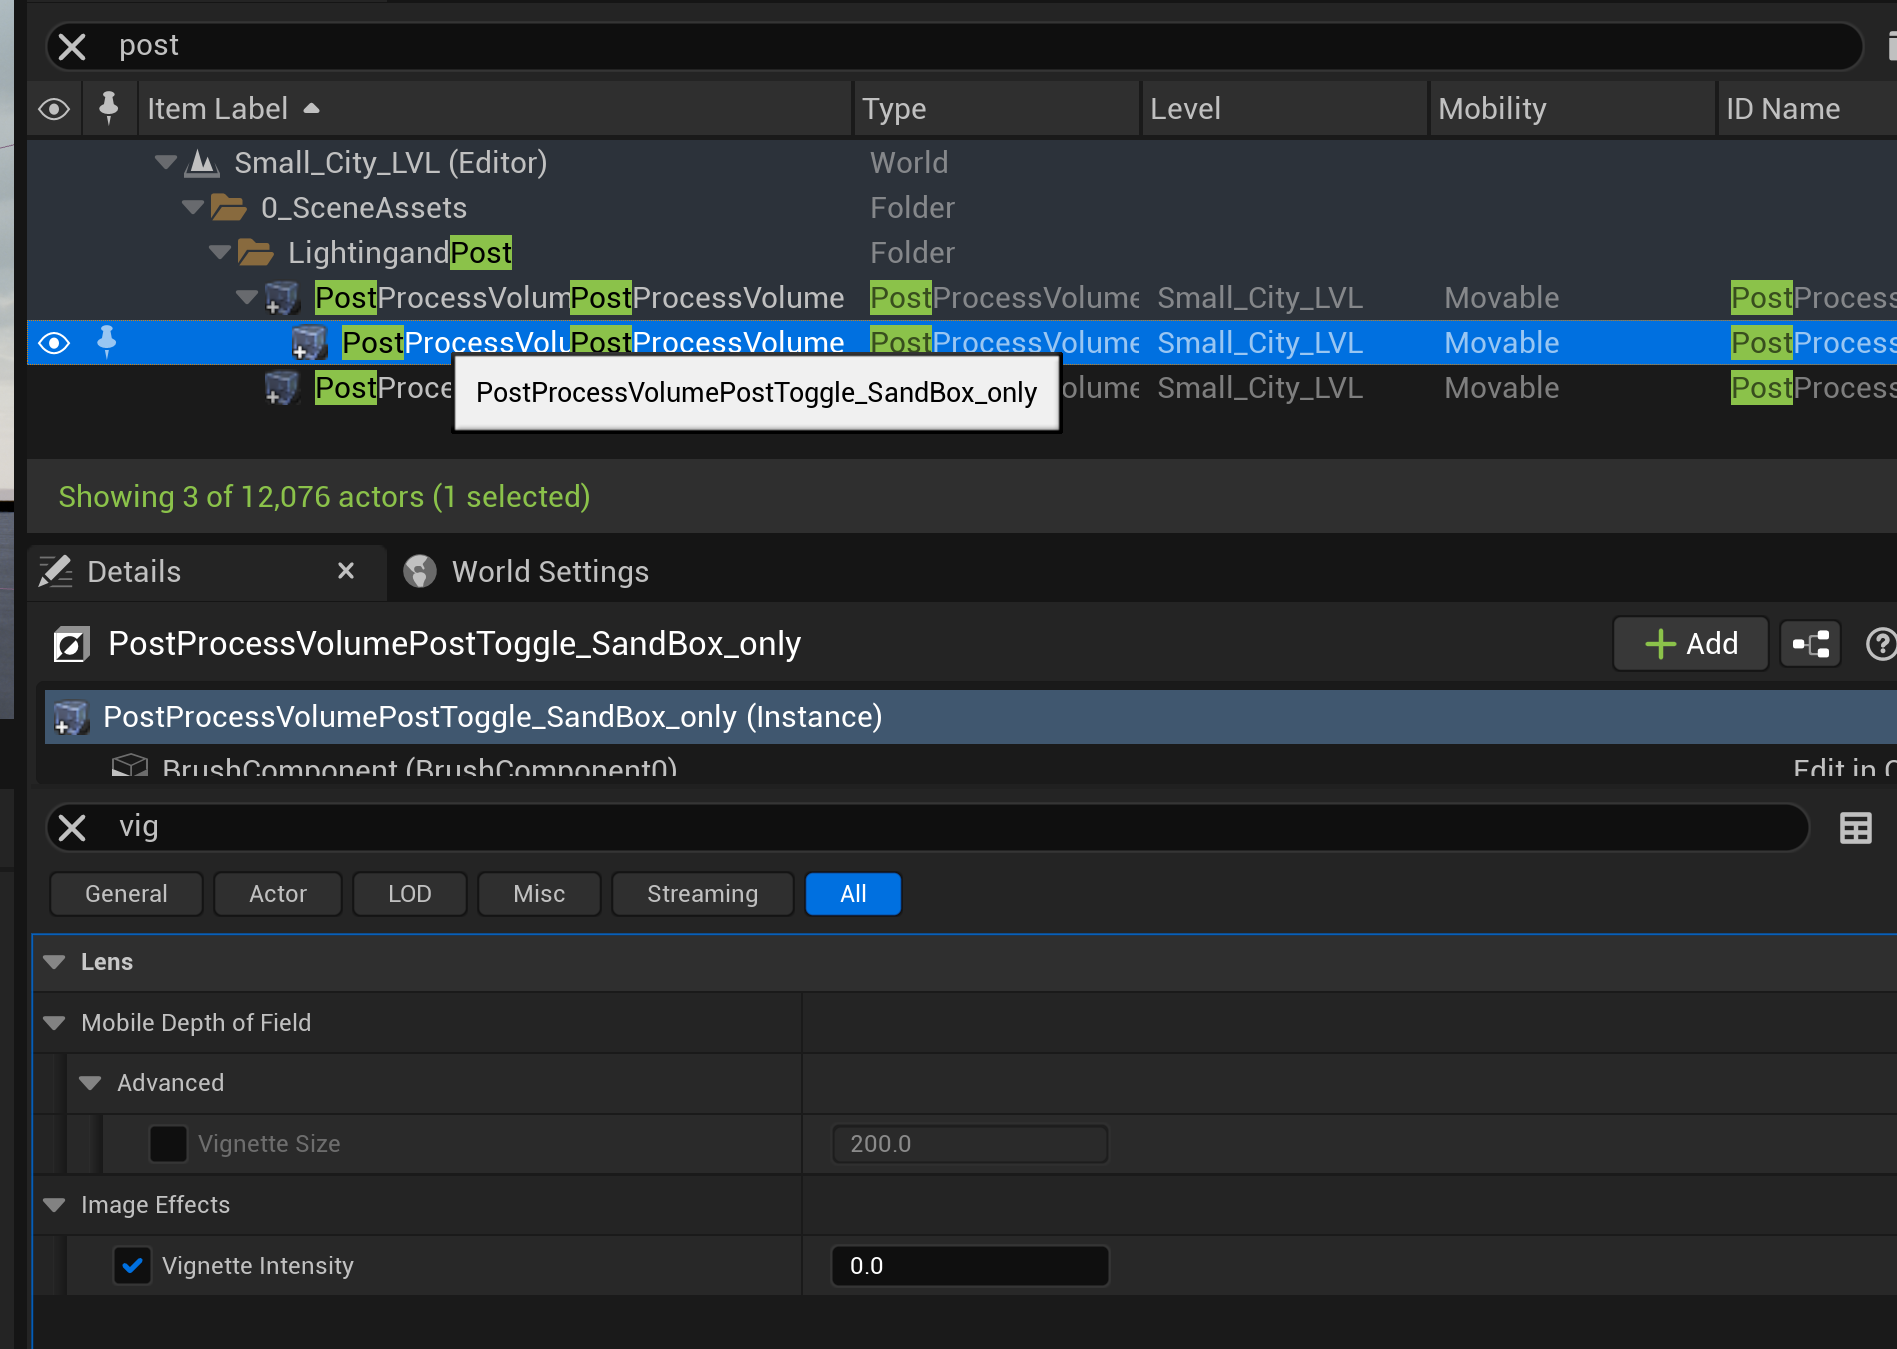 post
Item Label Type Level Mobility ID Name
Small_City_LVL (Editor) World
0_SceneAssets Folder
LightingandPost Folder
PostProcessVolumPostProcessVolume PostProcessVolume Small_City_LVL Movable PostProcess
PostProcessVoluPostProcessVolume PostProcessVolume Small_City_LVL Movable PostProcess
PostProce olume Small_City_LVL Movable PostProcess
PostProcessVolumePostToggle_SandBox_only
Showing 3 of 12,076 actors (1 selected)
Details World Settings
PostProcessVolumePostToggle_SandBox_only Add
PostProcessVolumePostToggle_SandBox_only (Instance)
BrushComponent (BrushComponent0) Edit in C
vig
General Actor LOD Misc Streaming All
Lens
Mobile Depth of Field
Advanced
Vignette Size 200.0
Image Effects
Vignette Intensity 0.0